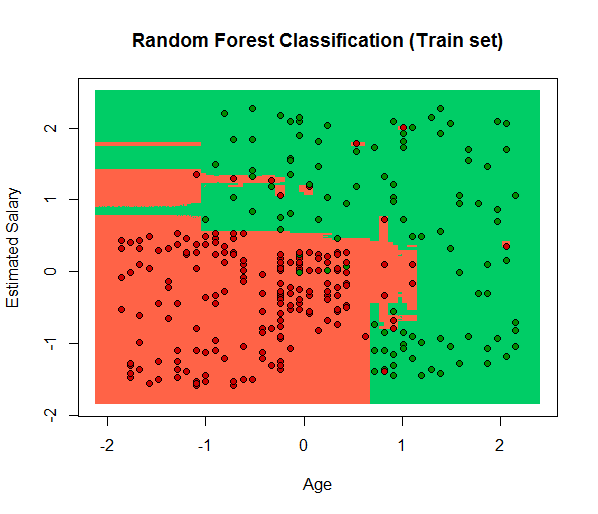 Random Forest Classification (Train set)
Estimated Salary
2
1
0
-1
-2
-2 -1 0 1 2
Age